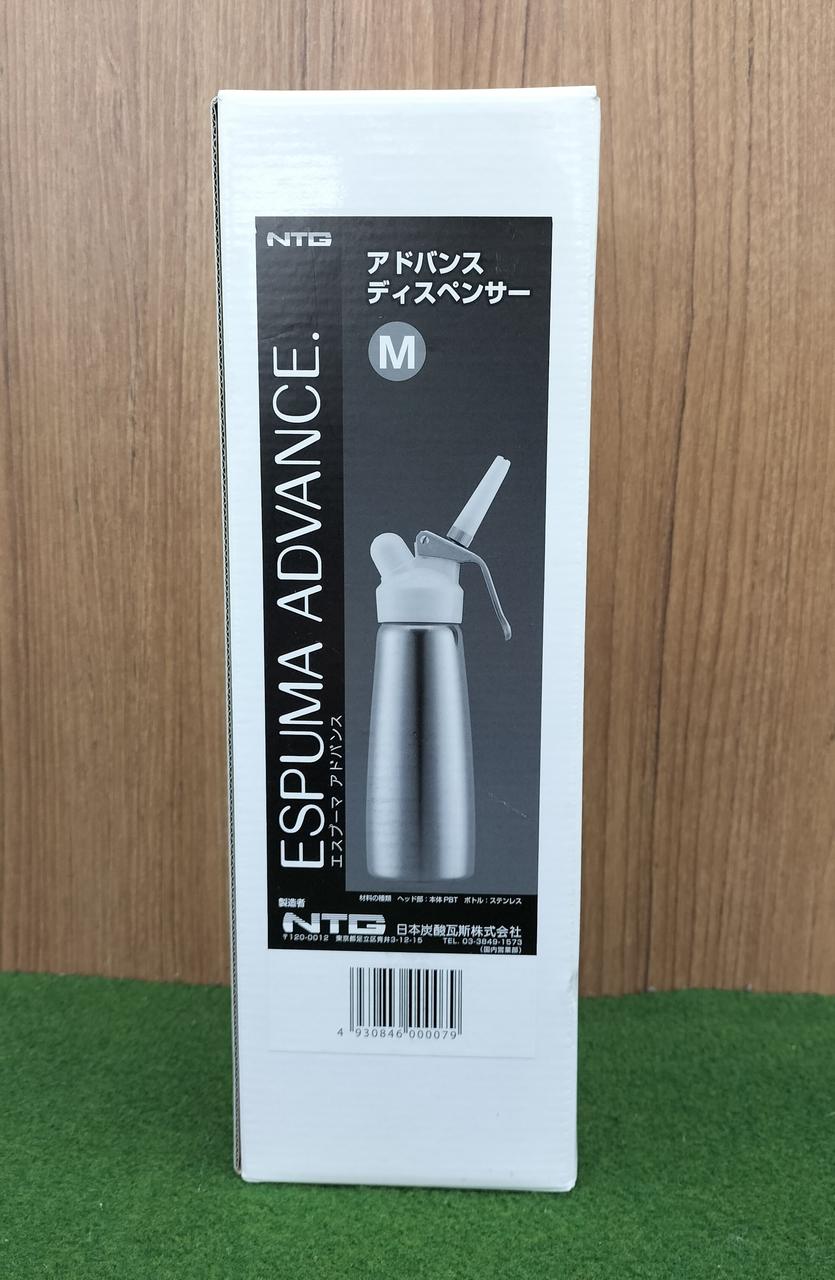 NTG
アドバンス
ディスペンサー
M
ESPUMA ADVANCE.
エスプーマ アドバンス
材料の種類 ヘッド部:本体PBT ボトル:ステンレス
製造者
NTG 日本炭酸瓦斯株式会社
〒120-0012 東京都足立区青井3-12-15 TEL. 03-3849-1573
(国内営業部)
4 930846 000079